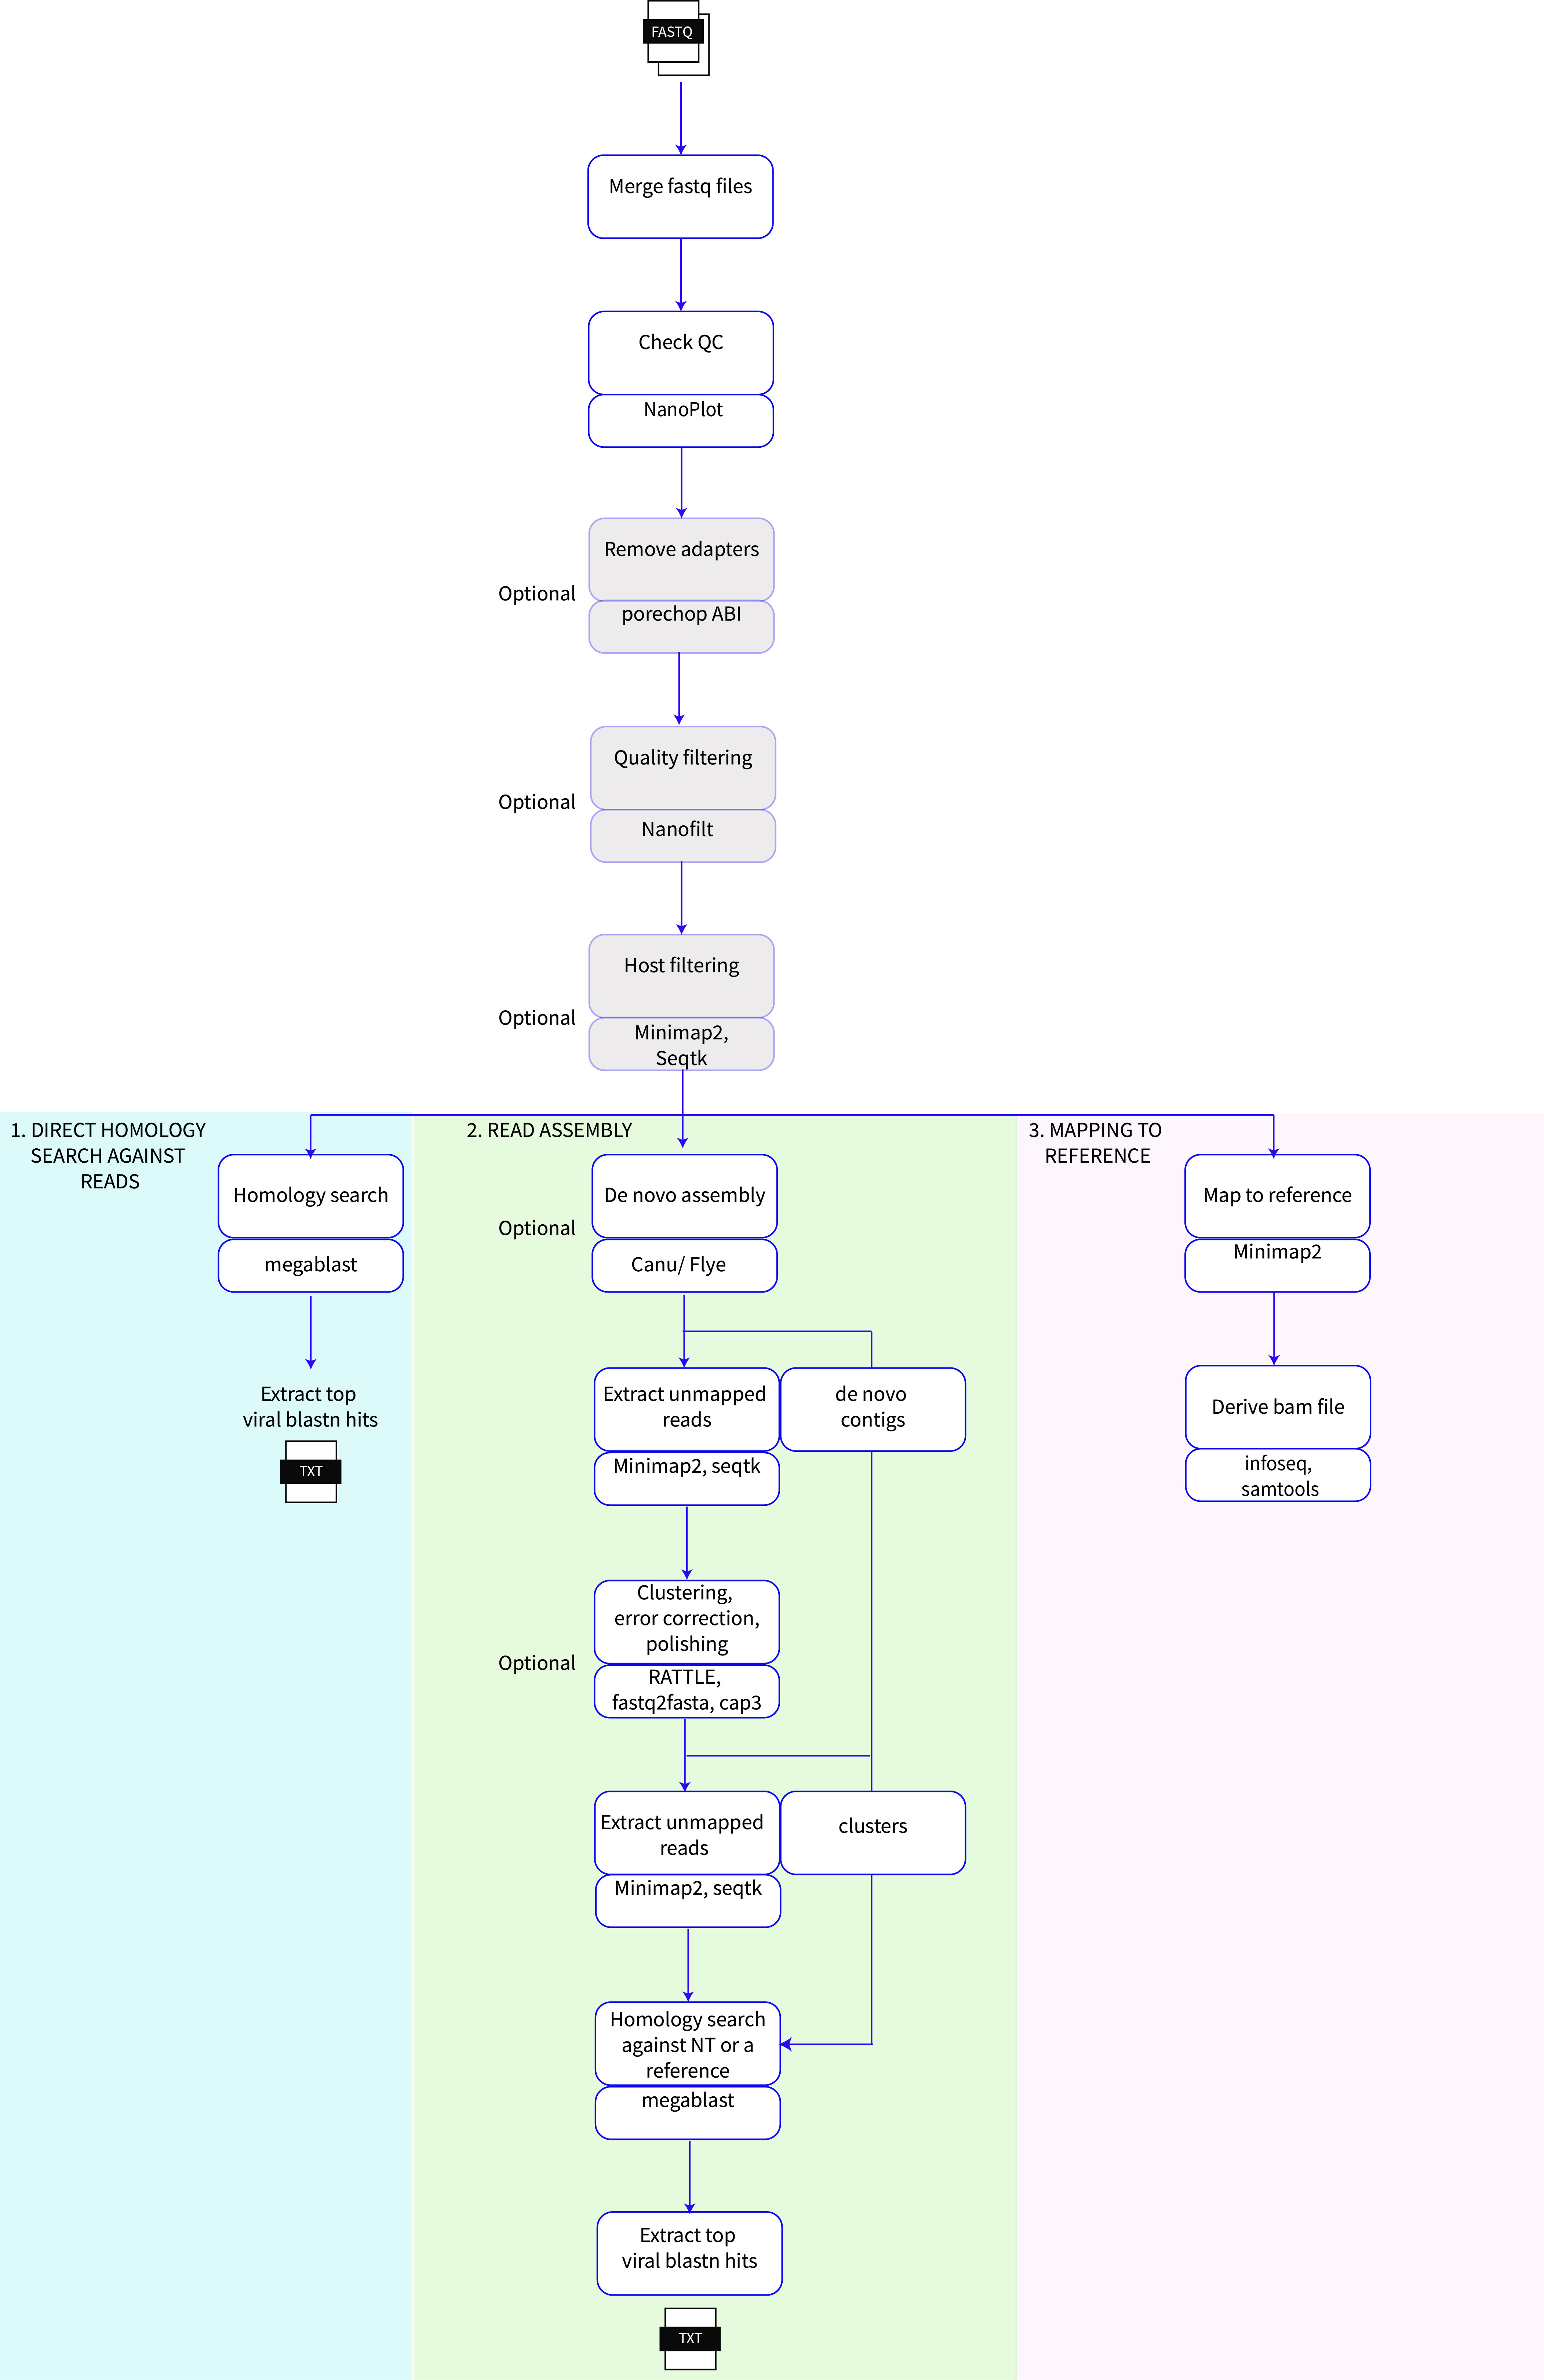 FASTQ
Merge fastq files
Check QC
NanoPlot
Remove adapters
Optional
porechop ABI
Quality filtering
Optional
Nanofilt
Host filtering
Optional
Minimap2,
Seqtk
1. DIRECT HOMOLOGY
SEARCH AGAINST
READS
Homology search
megablast
Extract top
viral blastn hits
TXT
2. READ ASSEMBLY
De novo assembly
Optional
Canu/ Flye
Extract unmapped
reads
Minimap2, seqtk
de novo
contigs
Clustering,
error correction,
polishing
Optional
RATTLE,
fastq2fasta, cap3
Extract unmapped
reads
Minimap2, seqtk
clusters
Homology search
against NT or a
reference
megablast
Extract top
viral blastn hits
TXT
3. MAPPING TO
REFERENCE
Map to reference
Minimap2
Derive bam file
infoseq,
samtools